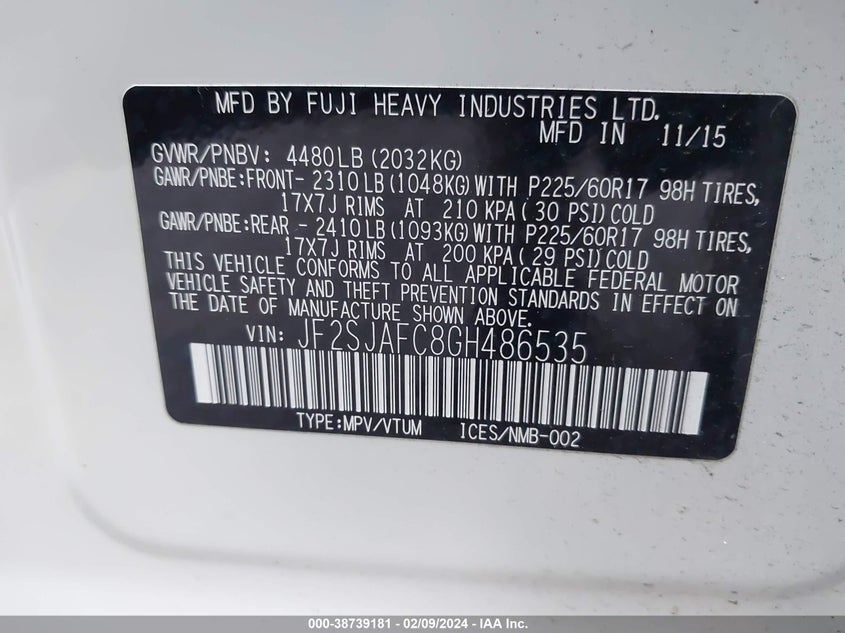 MFD BY FUJI HEAVY INDUSTRIES LTD.
MFD IN 11/15
GVWR/PNBV: 4480LB (2032KG)
GAWR/PNBE:FRONT- 2310LB (1048KG) WITH P225/60R17 98H TIRES,
17X7J RIMS AT 210 KPA ( 30 PSI) COLD
GAWR/PNBE:REAR - 2410LB (1093KG) WITH P225/60R17 98H TIRES,
17X7J RIMS AT 200 KPA ( 29 PSI) COLD
THIS VEHICLE CONFORMS TO ALL APPLICABLE FEDERAL MOTOR
VEHICLE SAFETY AND THEFT PREVENTION STANDARDS IN EFFECT ON
THE DATE OF MANUFACTURE SHOWN ABOVE.
VIN: JF2SJAFC8GH486535
TYPE:MPV/VTUM ICES/NMB-002
000-38739181 - 02/09/2024 - IAA Inc.